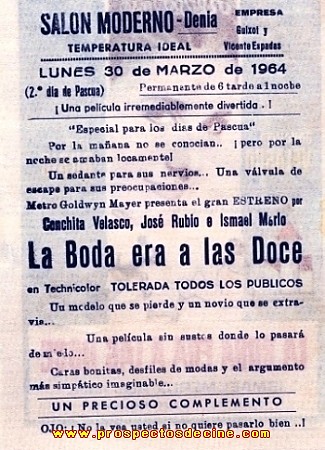 SALON MODERNO-Denia
EMPRESA
Guixot y
Vicente Espadas
TEMPERATURA IDEAL
LUNES 30 de MARZO de 1964
(2.º dia de Pascua)
Permanente de 6 tarde a 1 noche
¡ Una película irremediablemente divertida . !
"Especial para los dias de Pascua"
Por la mañana no se conocian.. ¡pero por la
noche se amaban locamente!
Un sedante para sus nervios... Una válvula de
escape para sus preocupaciones...
Metro Goldwyn Mayer presenta el gran ESTRENO por
Conchita Velasco, José Rubio e Ismael Merlo
La Boda era a las Doce
en Technicolor TOLERADA TODOS LOS PUBLICOS
Un modelo que se pierde y un novio que se extra-
vía...
Una película sin sustos donde lo pasará
de miedo...
Caras bonitas, desfiles de modas y el argumento
más simpático imaginable...
UN PRECIOSO COMPLEMENTO
OJO: ¡No la vea usted si no quiere pasarlo bien ..!
www.prospectosdecine.com